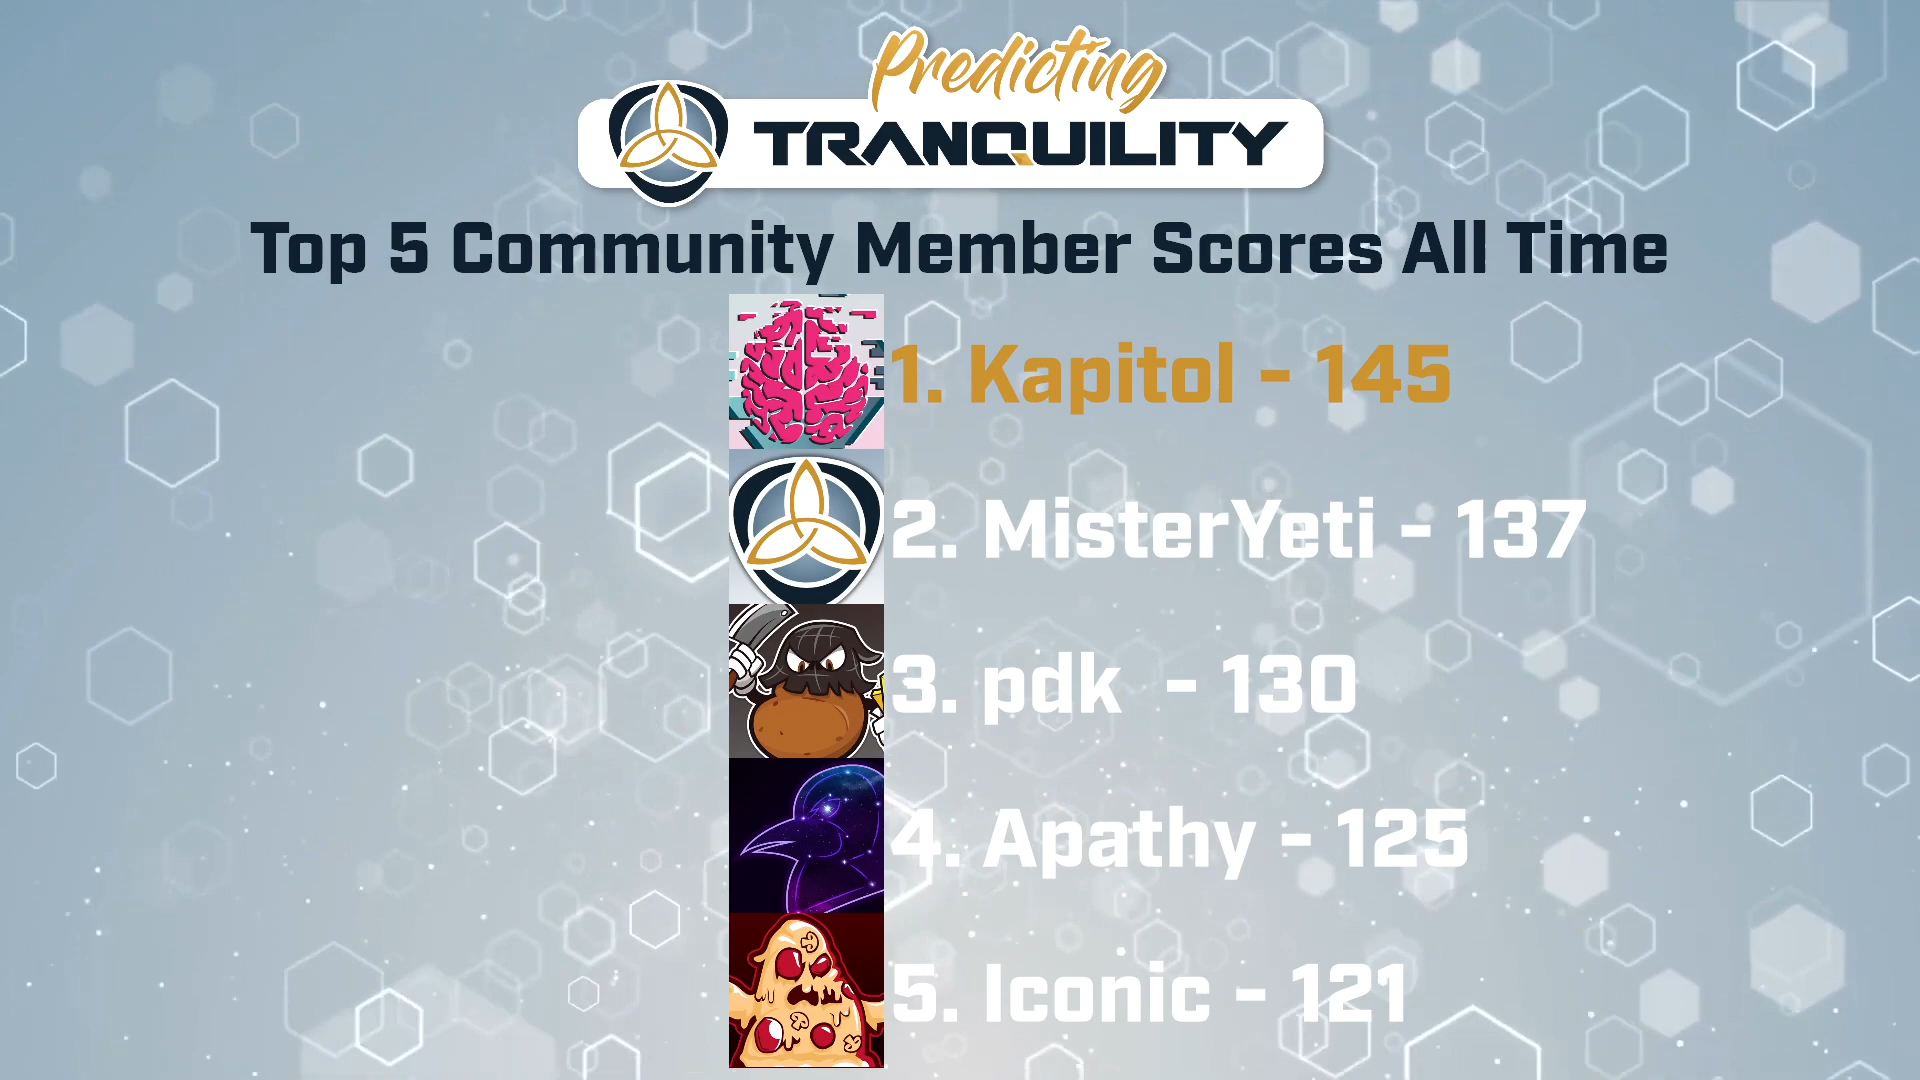 Predicting
TRANQUILITY
Top 5 Community Member Scores All Time
1. Kapitol - 145
2. MisterYeti - 137
3. pdk - 130
4. Apathy - 125
5. Iconic - 121